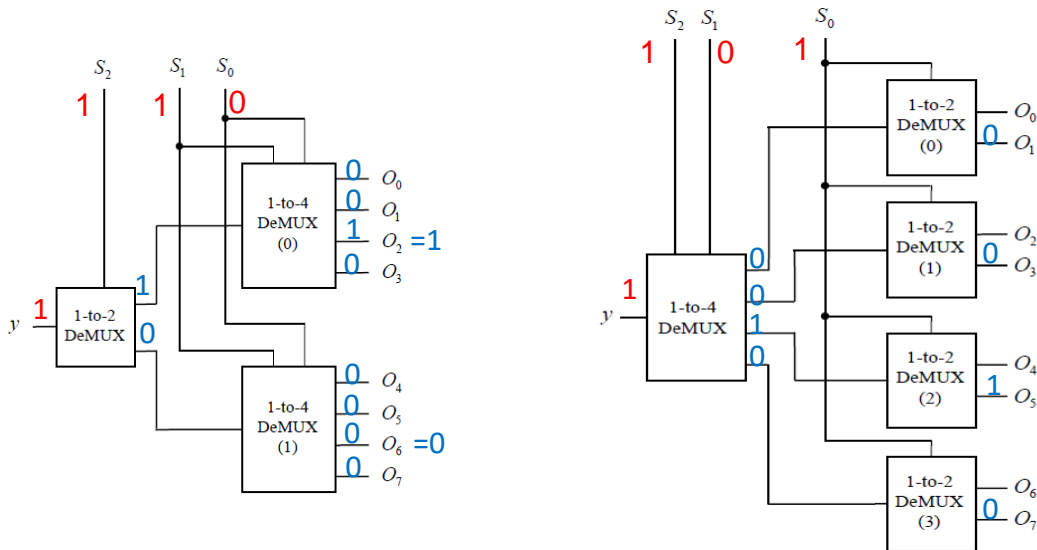 S₂ S₁ S₀
1 1 0
1-to-4
DeMUX
(0)
0 O₀
0 O₁
1 O₂ =1
0 O₃
y 1
1-to-2
DeMUX
1
0
1-to-4
DeMUX
(1)
0 O₄
0 O₅
0 O₆ =0
0 O₇
S₂ S₁ S₀
1 0 1
1-to-2
DeMUX
(0)
O₀
0 O₁
1-to-2
DeMUX
(1)
O₂
0 O₃
y 1
1-to-4
DeMUX
0
0
1
0
1-to-2
DeMUX
(2)
O₄
1 O₅
1-to-2
DeMUX
(3)
O₆
0 O₇